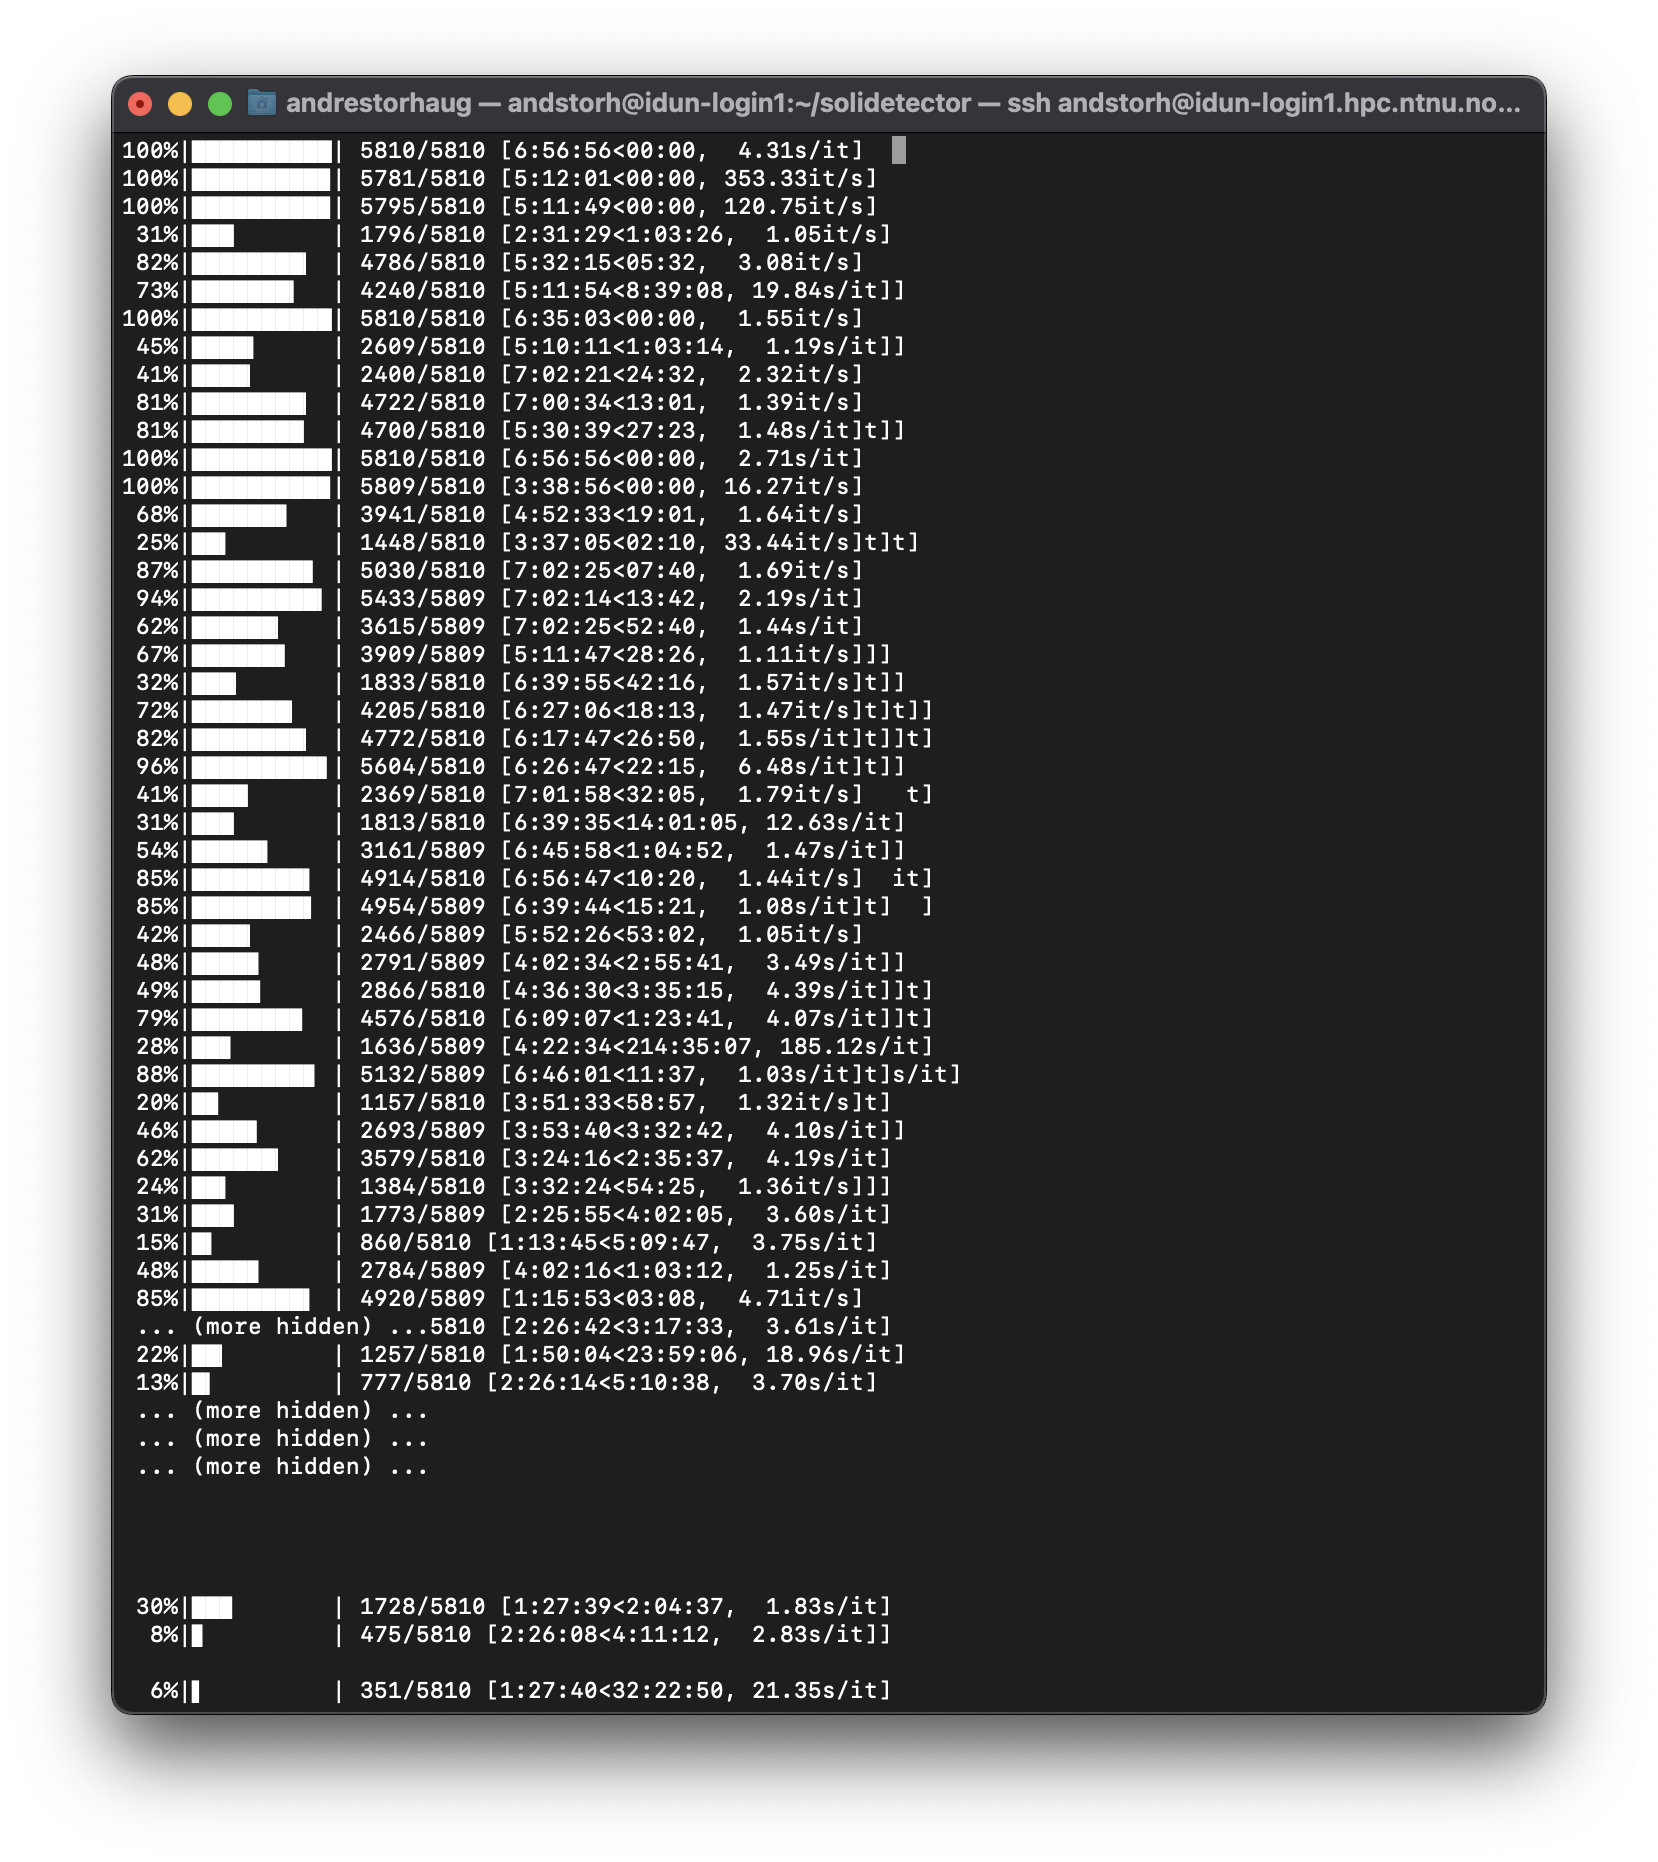 andrestorhaug — andstorh@idun-login1:~/solidetector — ssh andstorh@idun-login1.hpc.ntnu.no...
100%| | 5810/5810 [6:56:56<00:00,  4.31s/it]
100%| | 5781/5810 [5:12:01<00:00, 353.33it/s]
100%| | 5795/5810 [5:11:49<00:00, 120.75it/s]
31%| | 1796/5810 [2:31:29<1:03:26,  1.05it/s]
82%| | 4786/5810 [5:32:15<05:32,  3.08it/s]
73%| | 4240/5810 [5:11:54<8:39:08, 19.84s/it]]
100%| | 5810/5810 [6:35:03<00:00,  1.55it/s]
45%| | 2609/5810 [5:10:11<1:03:14,  1.19s/it]]
41%| | 2400/5810 [7:02:21<24:32,  2.32it/s]
81%| | 4722/5810 [7:00:34<13:01,  1.39it/s]
81%| | 4700/5810 [5:30:39<27:23,  1.48s/it]t]]
100%| | 5810/5810 [6:56:56<00:00,  2.71s/it]
100%| | 5809/5810 [3:38:56<00:00, 16.27it/s]
68%| | 3941/5810 [4:52:33<19:01,  1.64it/s]
25%| | 1448/5810 [3:37:05<02:10, 33.44it/s]t]t]
87%| | 5030/5810 [7:02:25<07:40,  1.69it/s]
94%| | 5433/5809 [7:02:14<13:42,  2.19s/it]
62%| | 3615/5809 [7:02:25<52:40,  1.44s/it]
67%| | 3909/5809 [5:11:47<28:26,  1.11it/s]]]
32%| | 1833/5810 [6:39:55<42:16,  1.57it/s]t]]
72%| | 4205/5810 [6:27:06<18:13,  1.47it/s]t]t]]
82%| | 4772/5810 [6:17:47<26:50,  1.55s/it]t]]t]
96%| | 5604/5810 [6:26:47<22:15,  6.48s/it]t]]
41%| | 2369/5810 [7:01:58<32:05,  1.79it/s]   t]
31%| | 1813/5810 [6:39:35<14:01:05, 12.63s/it]
54%| | 3161/5809 [6:45:58<1:04:52,  1.47s/it]]
85%| | 4914/5810 [6:56:47<10:20,  1.44it/s]  it]
85%| | 4954/5809 [6:39:44<15:21,  1.08s/it]t]  ]
42%| | 2466/5809 [5:52:26<53:02,  1.05it/s]
48%| | 2791/5809 [4:02:34<2:55:41,  3.49s/it]]
49%| | 2866/5810 [4:36:30<3:35:15,  4.39s/it]]t]
79%| | 4576/5810 [6:09:07<1:23:41,  4.07s/it]]t]
28%| | 1636/5809 [4:22:34<214:35:07, 185.12s/it]
88%| | 5132/5810 [6:46:01<11:37,  1.03s/it]t]s/it]
20%| | 1157/5810 [3:51:33<58:57,  1.32it/s]t]
46%| | 2693/5809 [3:53:40<3:32:42,  4.10s/it]]
62%| | 3579/5810 [3:24:16<2:35:37,  4.19s/it]
24%| | 1384/5810 [3:32:24<54:25,  1.36it/s]]]
31%| | 1773/5809 [2:25:55<4:02:05,  3.60s/it]
15%| | 860/5810 [1:13:45<5:09:47,  3.75s/it]
48%| | 2784/5809 [4:02:16<1:03:12,  1.25s/it]
85%| | 4920/5809 [1:15:53<03:08,  4.71it/s]
... (more hidden) ...5810 [2:26:42<3:17:33,  3.61s/it]
22%| | 1257/5810 [1:50:04<23:59:06, 18.96s/it]
13%| | 777/5810 [2:26:14<5:10:38,  3.70s/it]
... (more hidden) ...
... (more hidden) ...
... (more hidden) ...
30%| | 1728/5810 [1:27:39<2:04:37,  1.83s/it]
8%| | 475/5810 [2:26:08<4:11:12,  2.83s/it]]
6%| | 351/5810 [1:27:40<32:22:50, 21.35s/it]